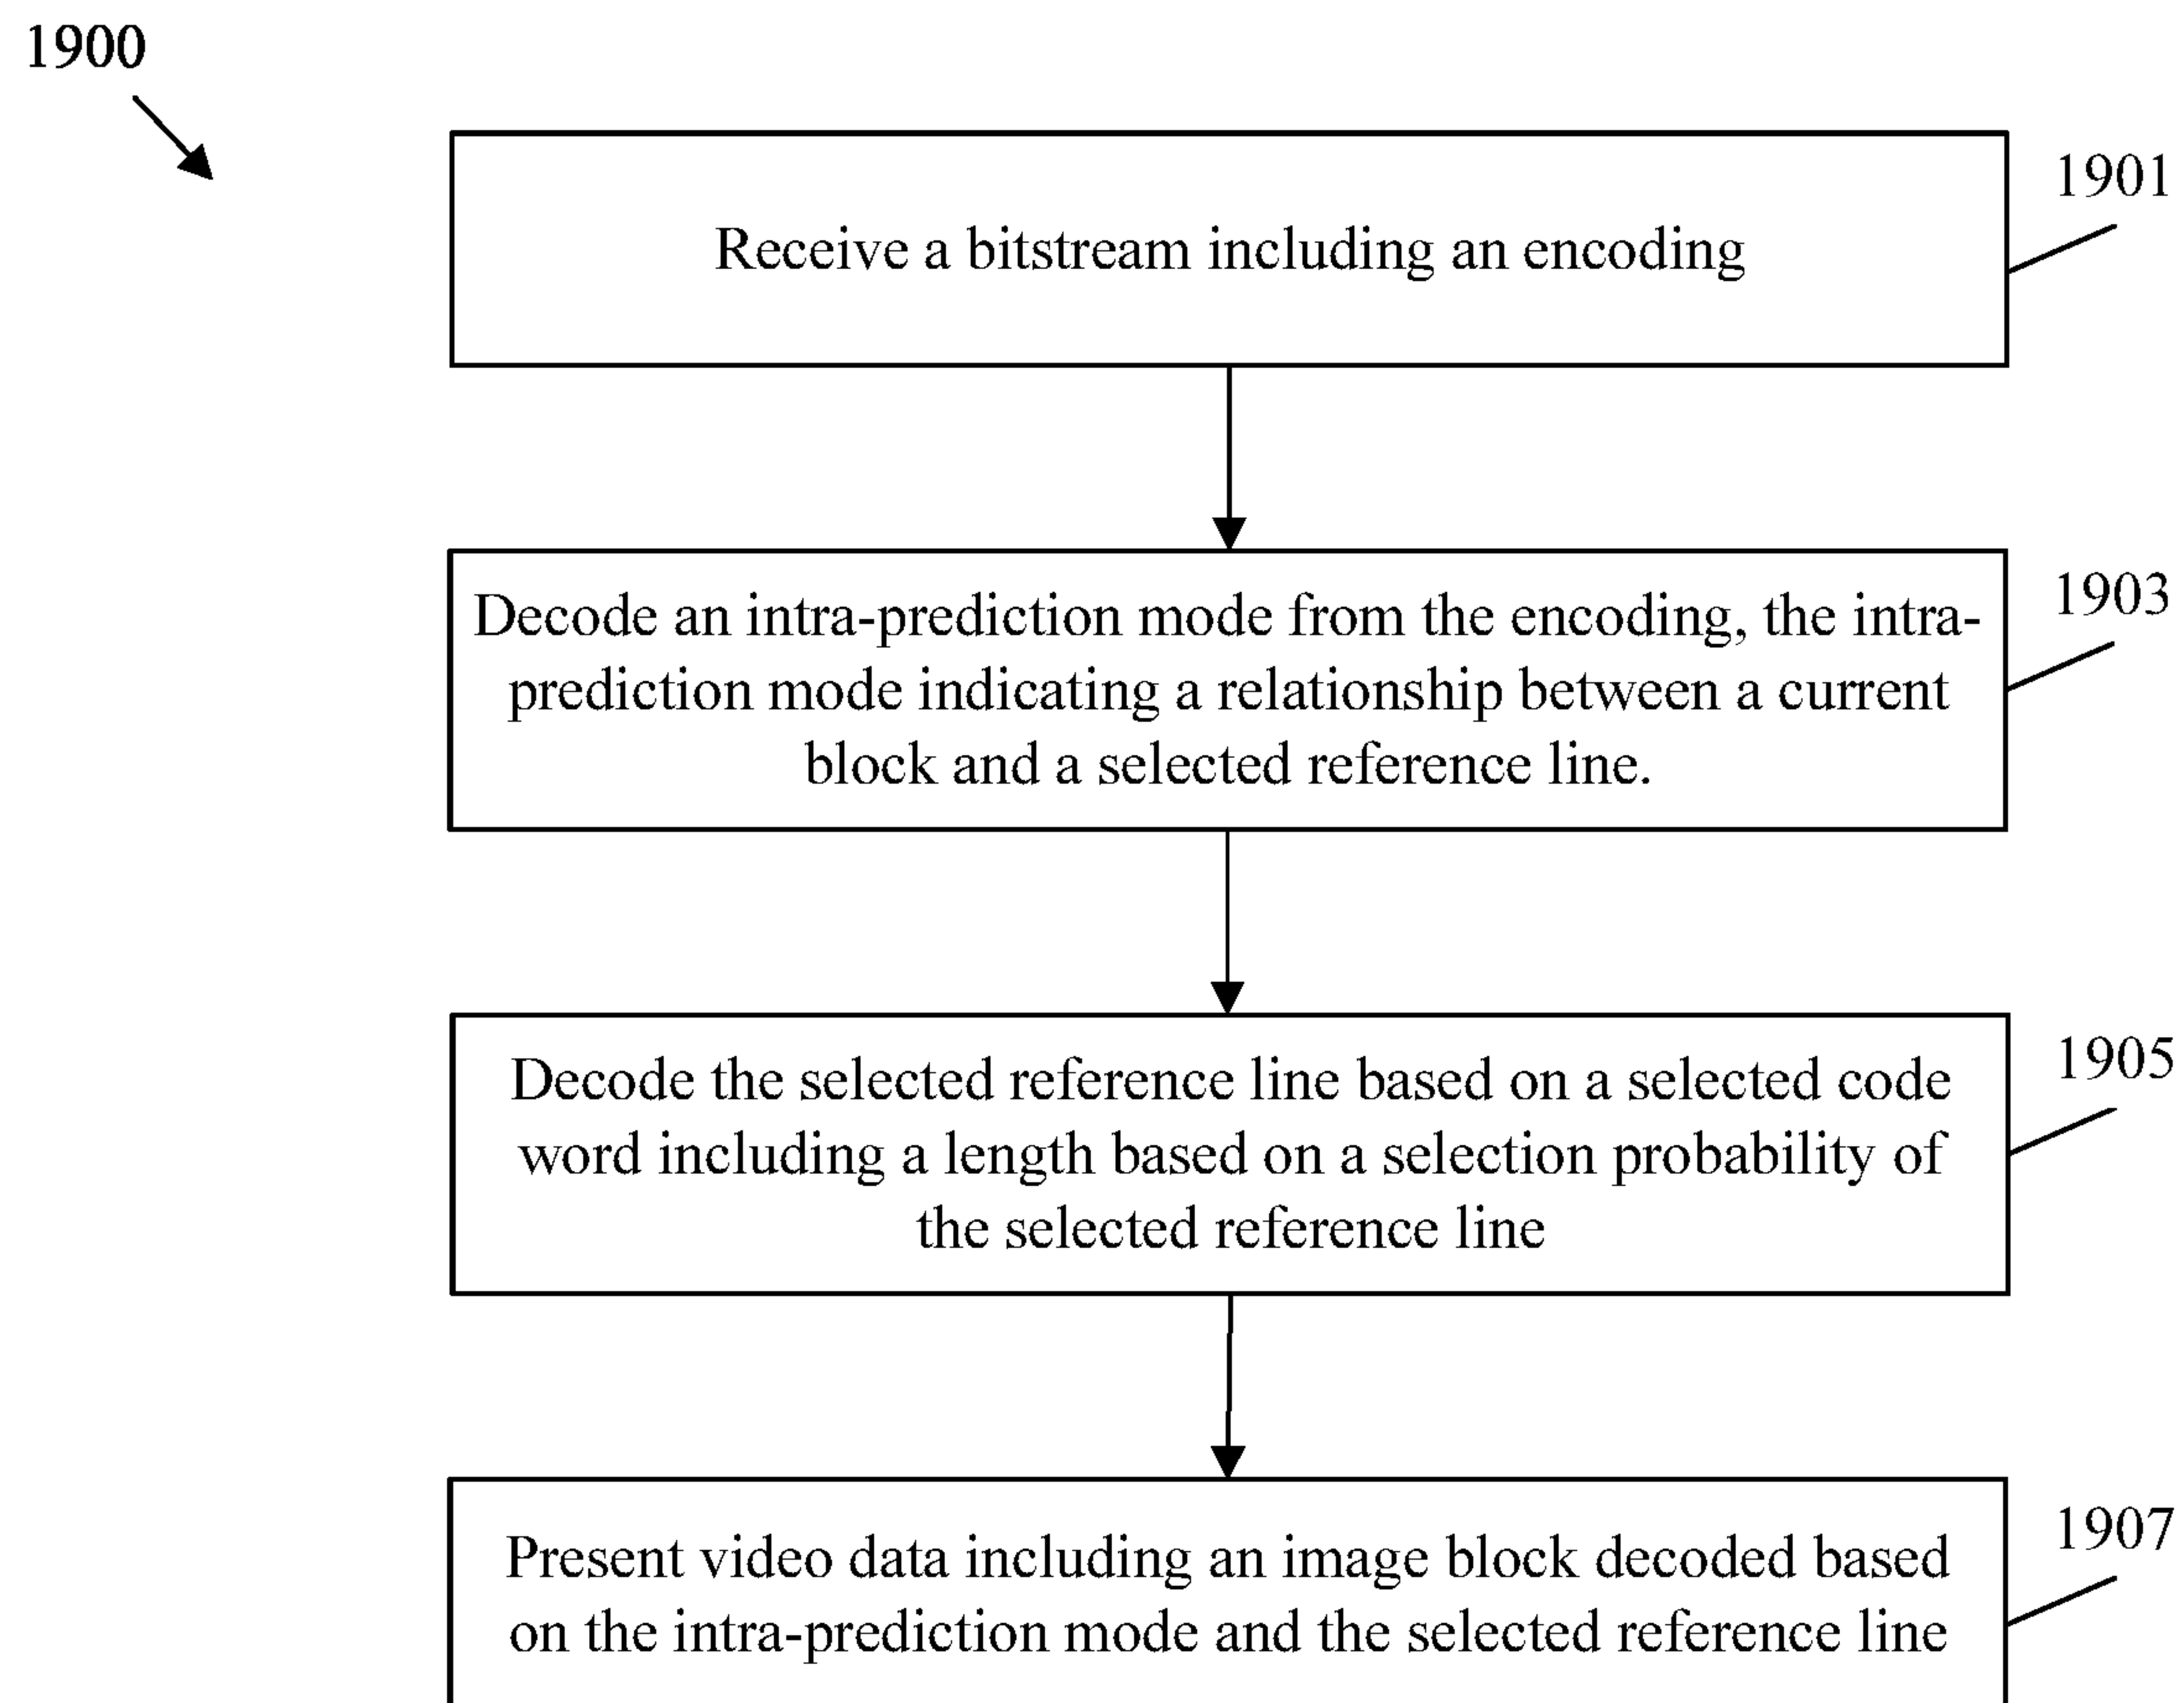 1900
1901
Receive a bitstream including an encoding
1903
Decode an intra-prediction mode from the encoding, the intra-
prediction mode indicating a relationship between a current
block and a selected reference line.
1905
Decode the selected reference line based on a selected code
word including a length based on a selection probability of
the selected reference line
1907
Present video data including an image block decoded based
on the intra-prediction mode and the selected reference line